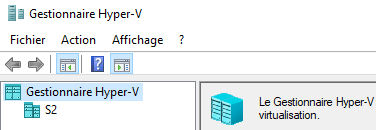 Gestionnaire Hyper-V
Fichier Action Affichage ?
Gestionnaire Hyper-V
S2
Le Gestionnaire Hyper-V
virtualisation.